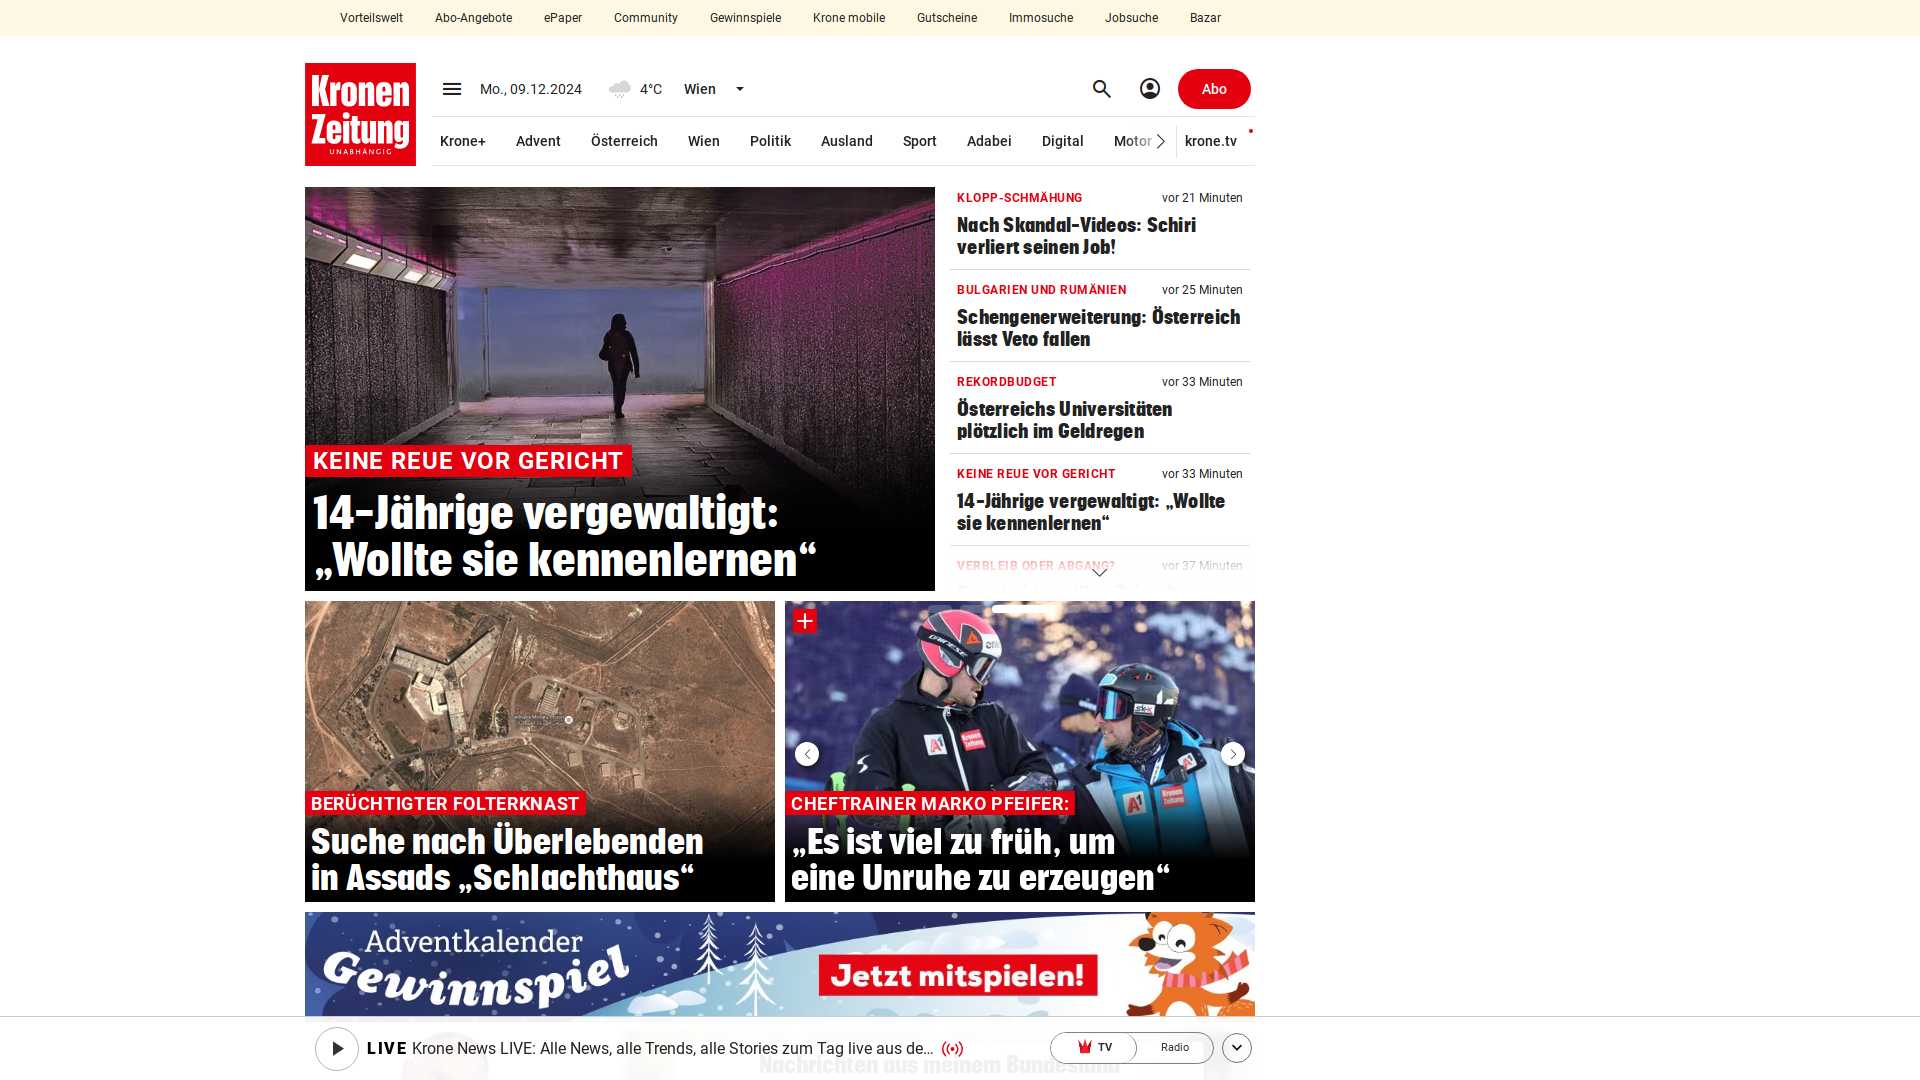 Vorteilswelt
Abo-Angebote
ePaper
Community
Gewinnspiele
Krone mobile
Gutscheine
Immosuche
Jobsuche
Bazar
Kronen
Zeitung
UNABHÄNGIG
Mo., 09.12.2024
4°C
Wien
Abo
Krone+
Advent
Österreich
Wien
Politik
Ausland
Sport
Adabei
Digital
Motor
krone.tv
KEINE REUE VOR GERICHT
14-Jährige vergewaltigt:
„Wollte sie kennenlernen“
KLOPP-SCHMÄHUNG
vor 21 Minuten
Nach Skandal-Videos: Schiri
verliert seinen Job!
BULGARIEN UND RUMÄNIEN
vor 25 Minuten
Schengenerweiterung: Österreich
lässt Veto fallen
REKORDBUDGET
vor 33 Minuten
Österreichs Universitäten
plötzlich im Geldregen
KEINE REUE VOR GERICHT
vor 33 Minuten
14-Jährige vergewaltigt: „Wollte
sie kennenlernen“
VERBLEIB ODER ABGANG?
vor 37 Minuten
BERÜCHTIGTER FOLTERKNAST
Suche nach Überlebenden
in Assads „Schlachthaus“
A1
Kronen
Zeitung
A1
Kronen
Zeitung
CHEFTRAINER MARKO PFEIFER:
„Es ist viel zu früh, um
eine Unruhe zu erzeugen“
Adventkalender
Gewinnspiel
Jetzt mitspielen!
LIVE Krone News LIVE: Alle News, alle Trends, alle Stories zum Tag live aus de...
TV
Radio
Nachrichten aus meinem Bundesland